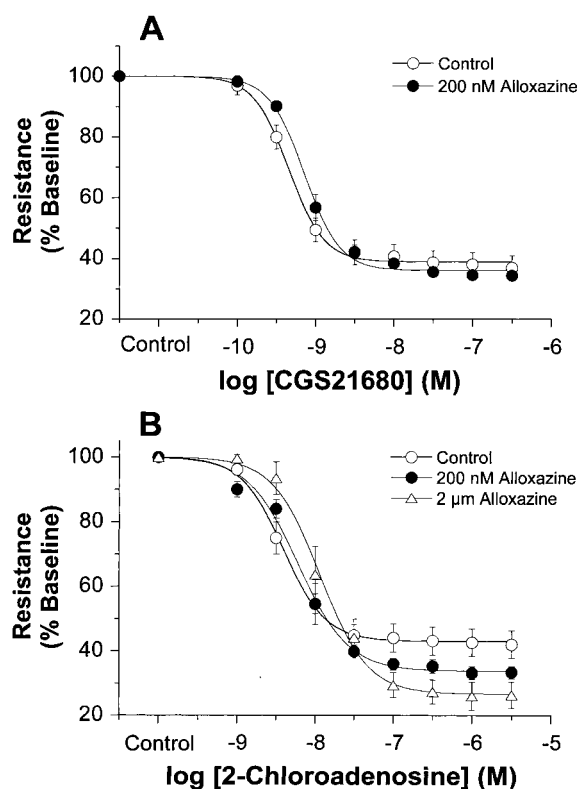 A
Control
200 nM Alloxazine
Resistance
(% Baseline)
100
80
60
40
20
Control
-10
-9
-8
-7
-6
log [CGS21680] (M)
B
Control
200 nM Alloxazine
2 µm Alloxazine
Resistance
(% Baseline)
100
80
60
40
20
Control
-9
-8
-7
-6
-5
log [2-Chloroadenosine] (M)